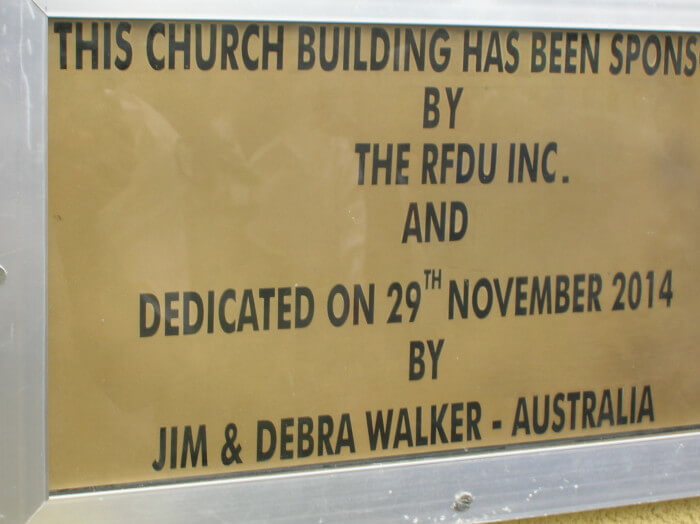 THIS CHURCH BUILDING HAS BEEN SPONS
BY
THE RFDU INC.
AND
DEDICATED ON 29TH NOVEMBER 2014
BY
JIM & DEBRA WALKER - AUSTRALIA